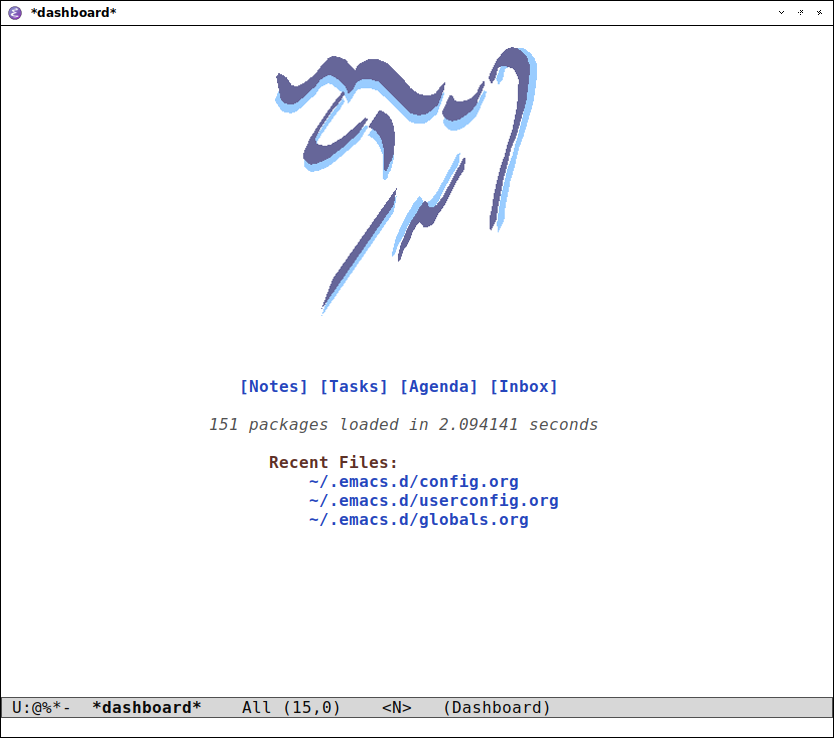 *dashboard*
[Notes] [Tasks] [Agenda] [Inbox]
151 packages loaded in 2.094141 seconds
Recent Files:
~/.emacs.d/config.org
~/.emacs.d/userconfig.org
~/.emacs.d/globals.org
U:@%*-  *dashboard*    All (15,0)    <N>   (Dashboard)